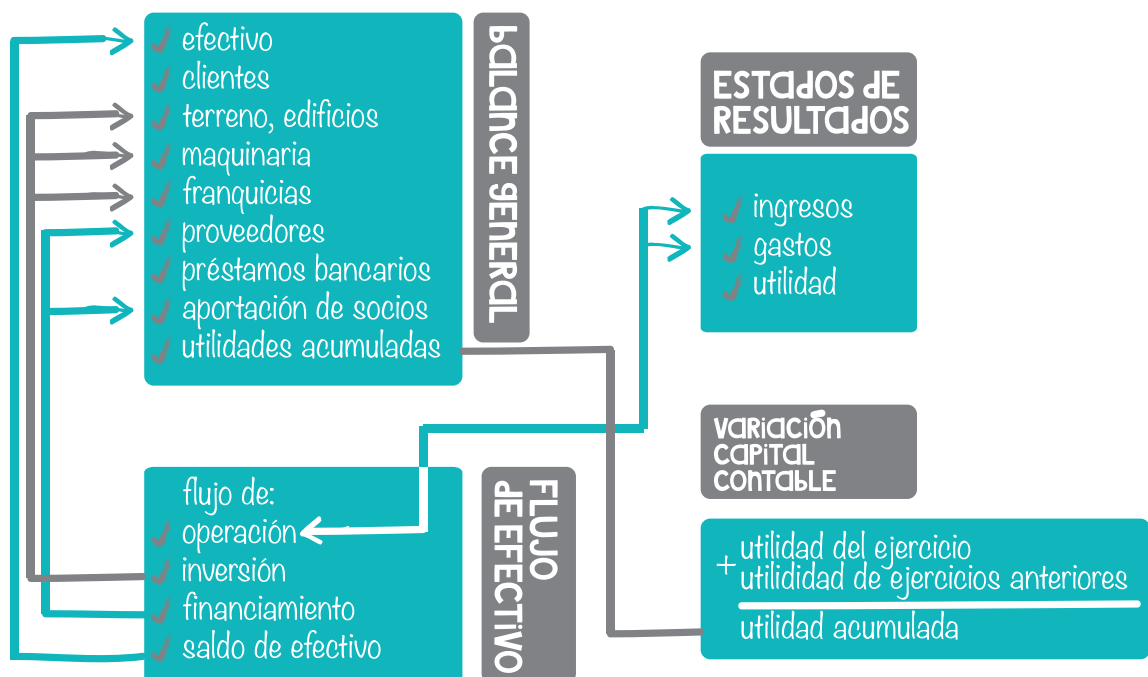 efectivo
clientes
terreno, edificios
maquinaria
franquicias
proveedores
préstamos bancarios
aportación de socios
utilidades acumuladas
BALANCE GENERAL
ESTADOS DE
RESULTADOS
ingresos
gastos
utilidad
flujo de:
operación
inversión
financiamiento
saldo de efectivo
FLUJO
DE EFECTIVO
VARIACIÓN
CAPITAL
CONTABLE
utilidad del ejercicio
+utilididad de ejercicios anteriores
utilidad acumulada